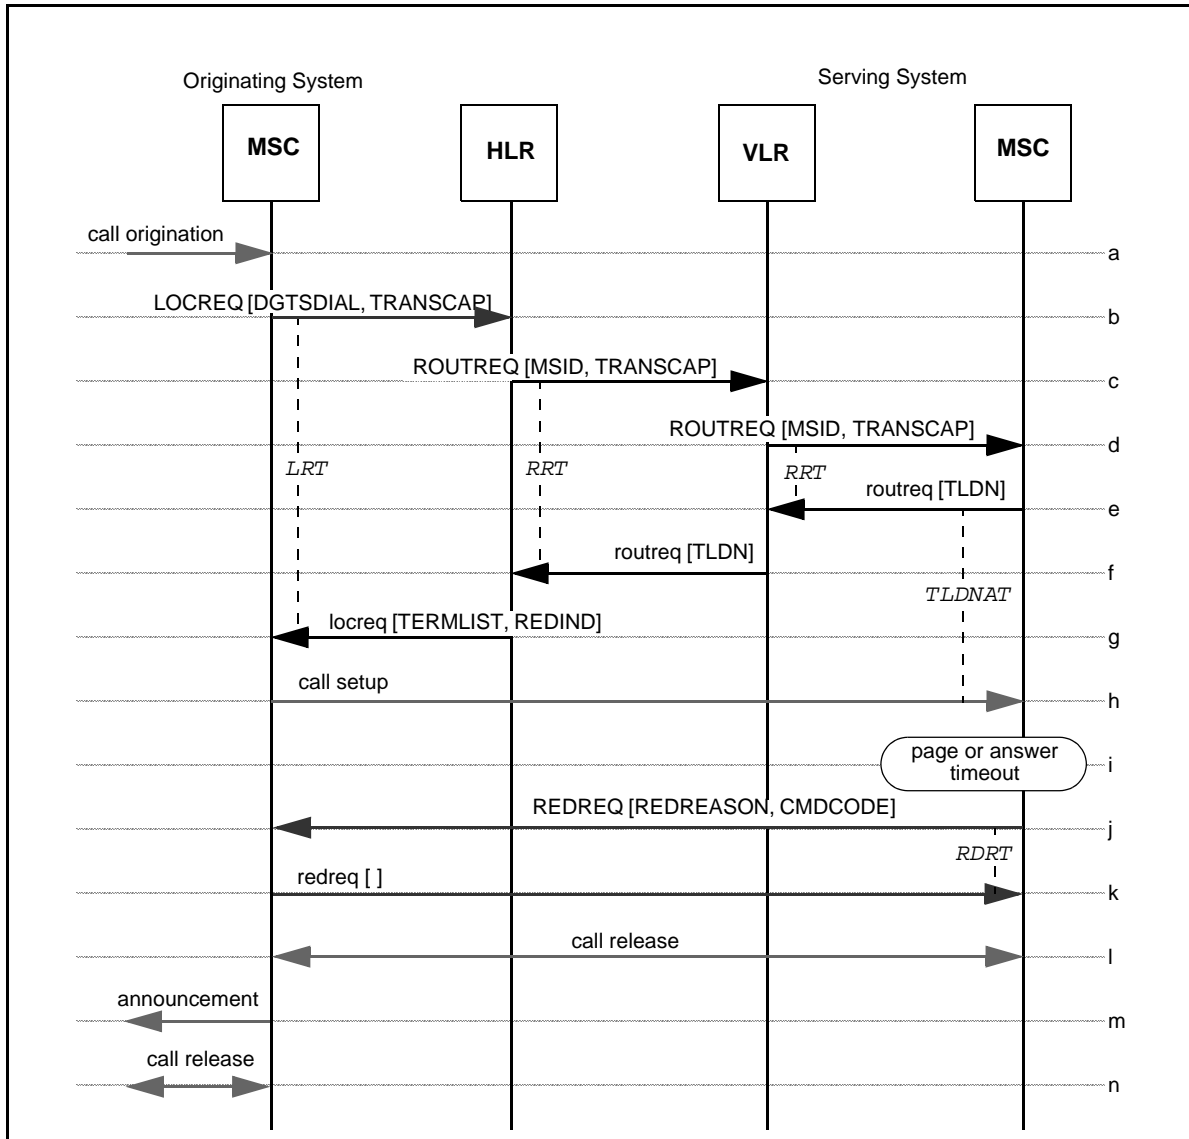 Originating System
Serving System
MSC
HLR
VLR
MSC
call origination
a
LOCREQ [DGTSDIAL, TRANSCAP]
b
ROUTREQ [MSID, TRANSCAP]
c
ROUTREQ [MSID, TRANSCAP]
d
LRT
RRT
RRT
routreq [TLDN]
e
routreq [TLDN]
f
TLDNAT
locreq [TERMLIST, REDIND]
g
call setup
h
page or answer
timeout
i
REDREQ [REDREASON, CMDCODE]
j
RDRT
redreq [ ]
k
call release
l
announcement
m
call release
n